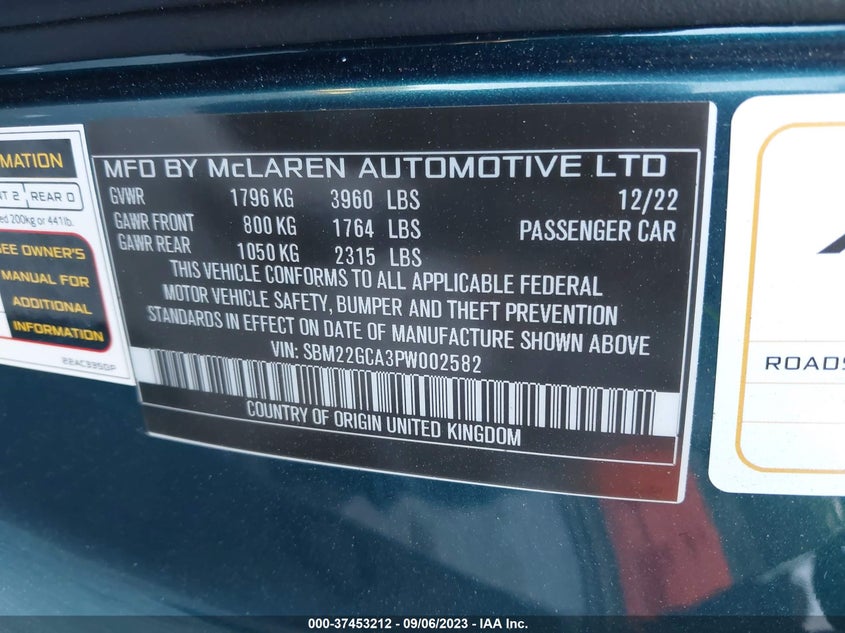 MATION
NT 2 | REAR 0
ed 200kg or 441lb.
SEE OWNER'S
MANUAL FOR
ADDITIONAL
INFORMATION
22AC335DP
MFD BY McLAREN AUTOMOTIVE LTD
GVWR 1796 KG 3960 LBS 12/22
GAWR FRONT 800 KG 1764 LBS PASSENGER CAR
GAWR REAR 1050 KG 2315 LBS
THIS VEHICLE CONFORMS TO ALL APPLICABLE FEDERAL
MOTOR VEHICLE SAFETY, BUMPER AND THEFT PREVENTION
STANDARDS IN EFFECT ON DATE OF MANUFACTURE SHOWN ABOVE
VIN: SBM22GCA3PW002582
COUNTRY OF ORIGIN UNITED KINGDOM
ROADS
000-37453212 - 09/06/2023 - IAA Inc.